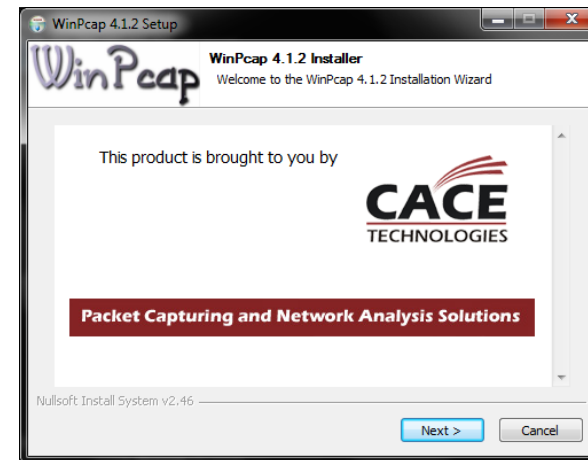 WinPcap 4.1.2 Setup
WinPcap
WinPcap 4.1.2 Installer
Welcome to the WinPcap 4.1.2 Installation Wizard
This product is brought to you by
CACE
TECHNOLOGIES
Packet Capturing and Network Analysis Solutions
Nullsoft Install System v2.46
Next >
Cancel